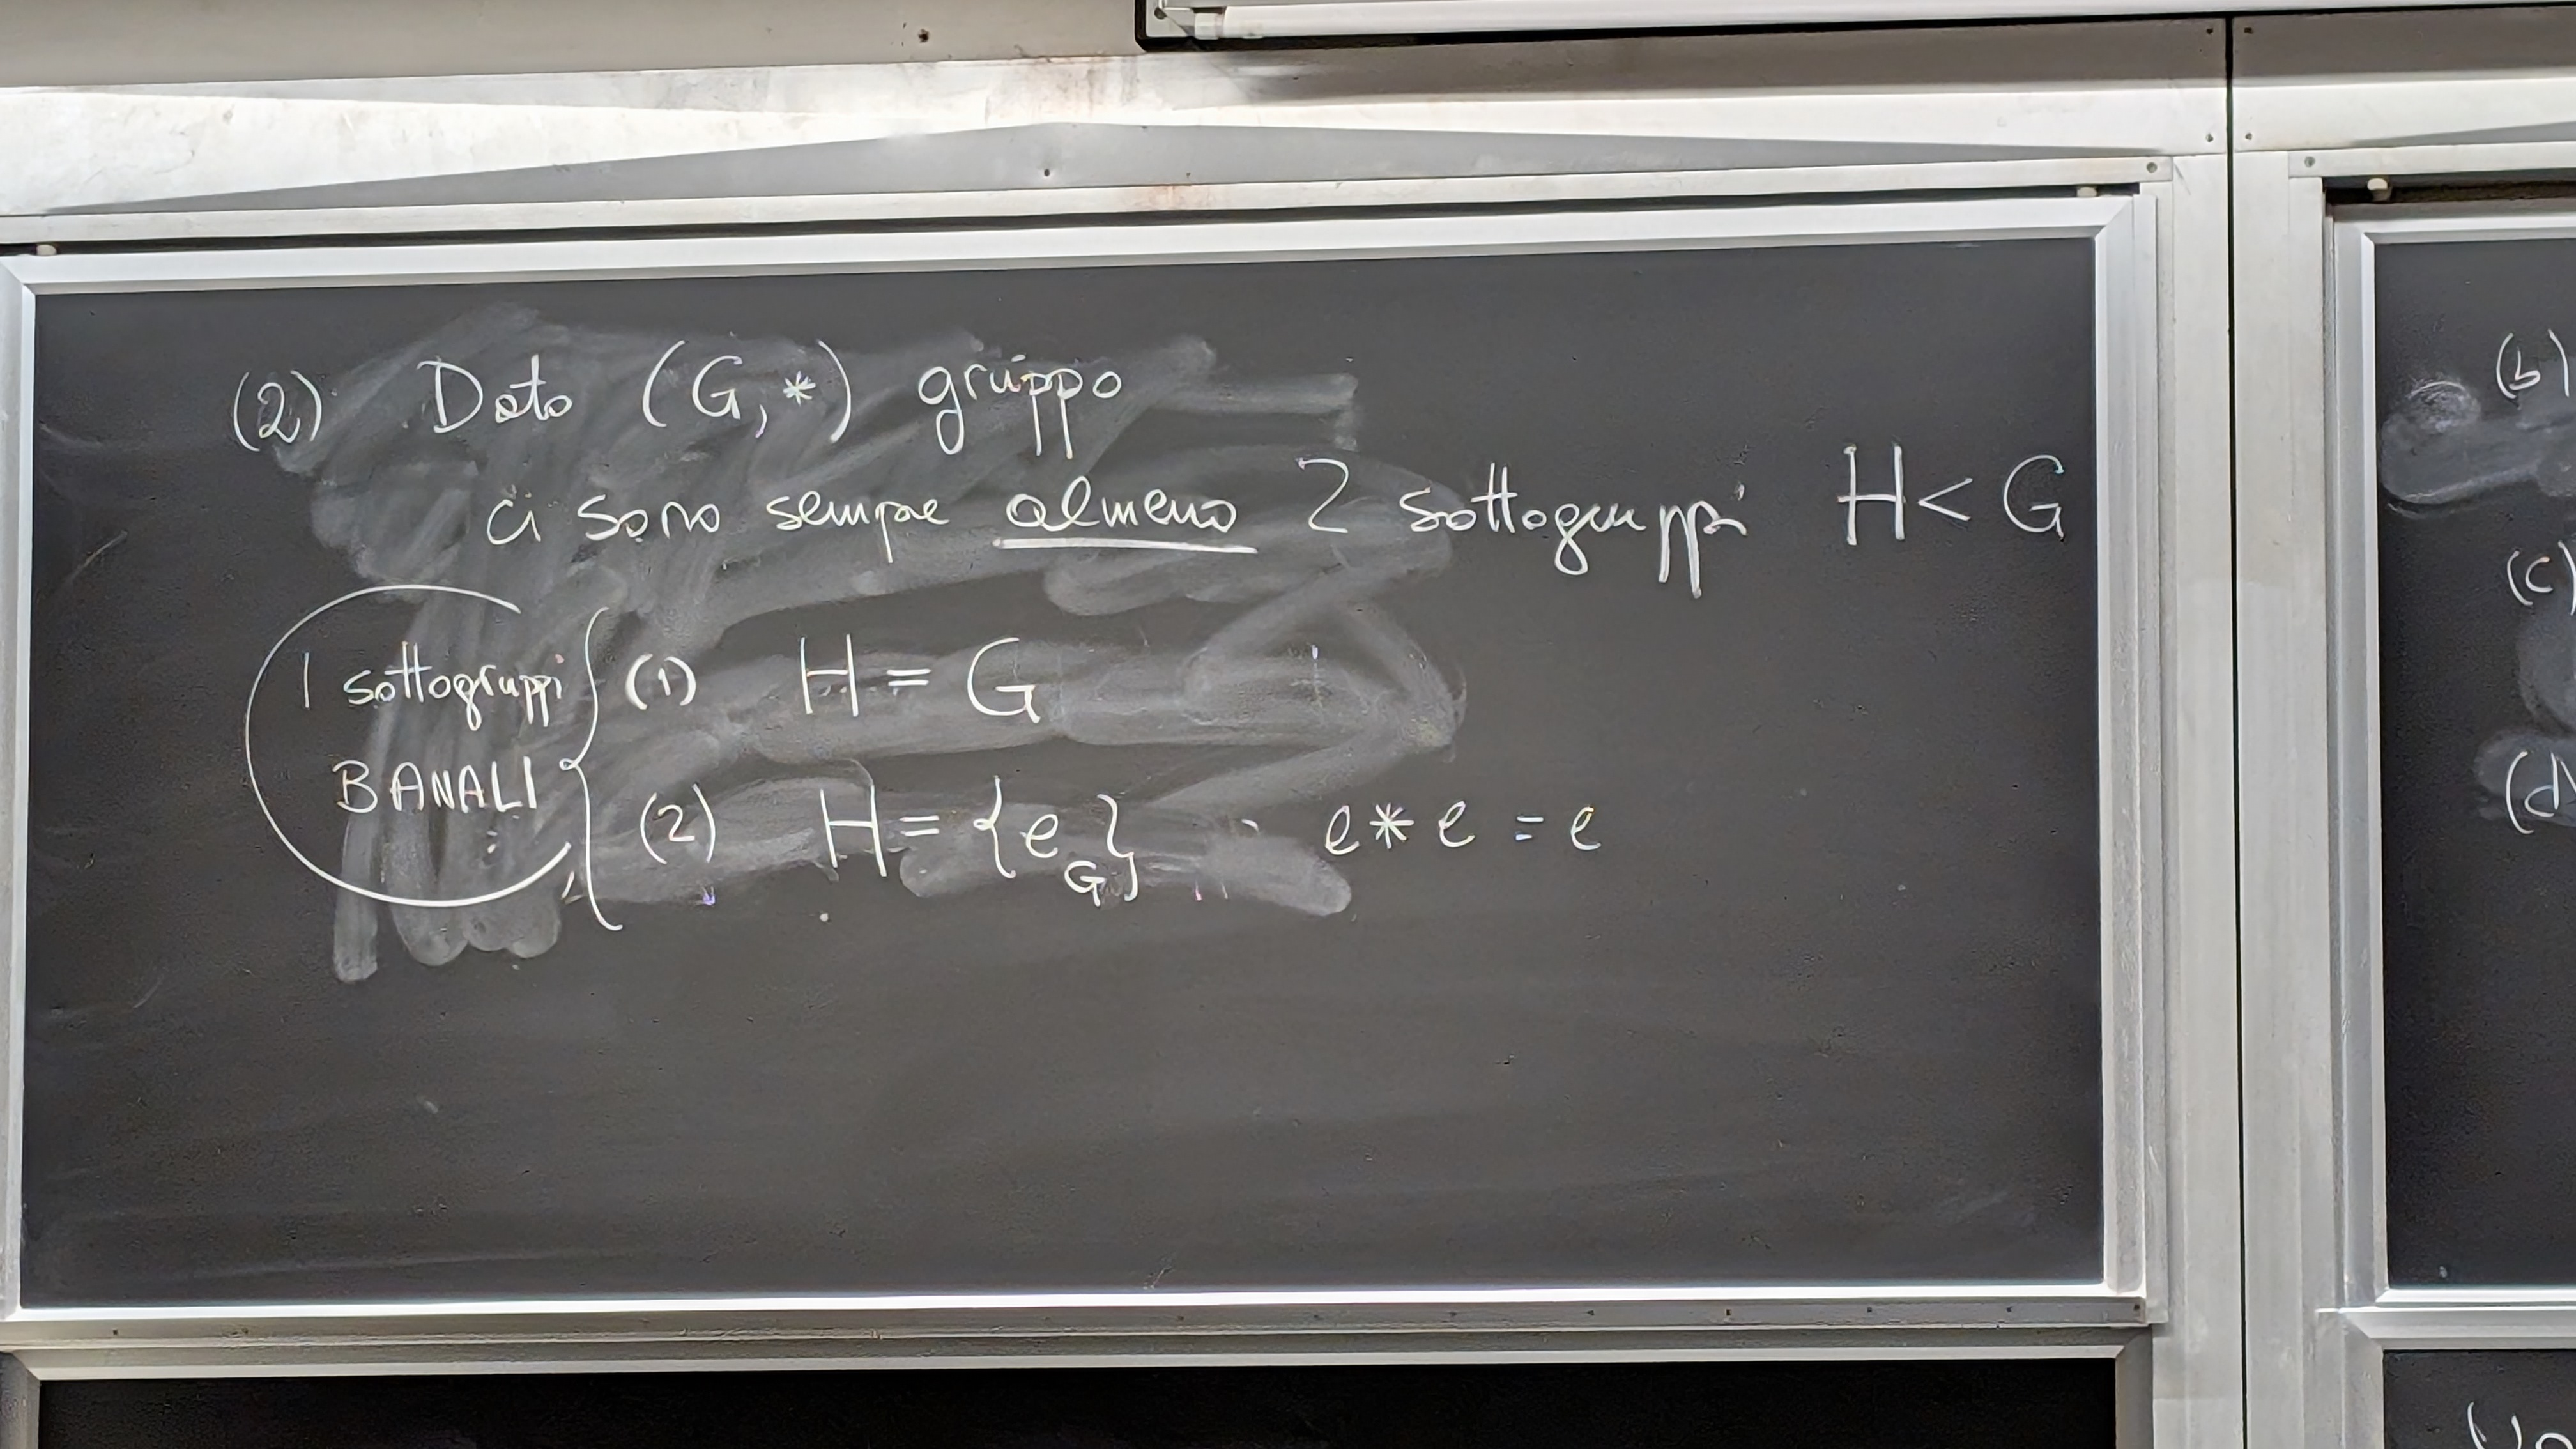 (2) Dato (G, *) gruppo
ci sono sempre almeno 2 sottogruppi H < G
I sottogruppi
BANALI
(1) H = G
(2) H = {e_G} e * e = e
(b)
(c)
(d